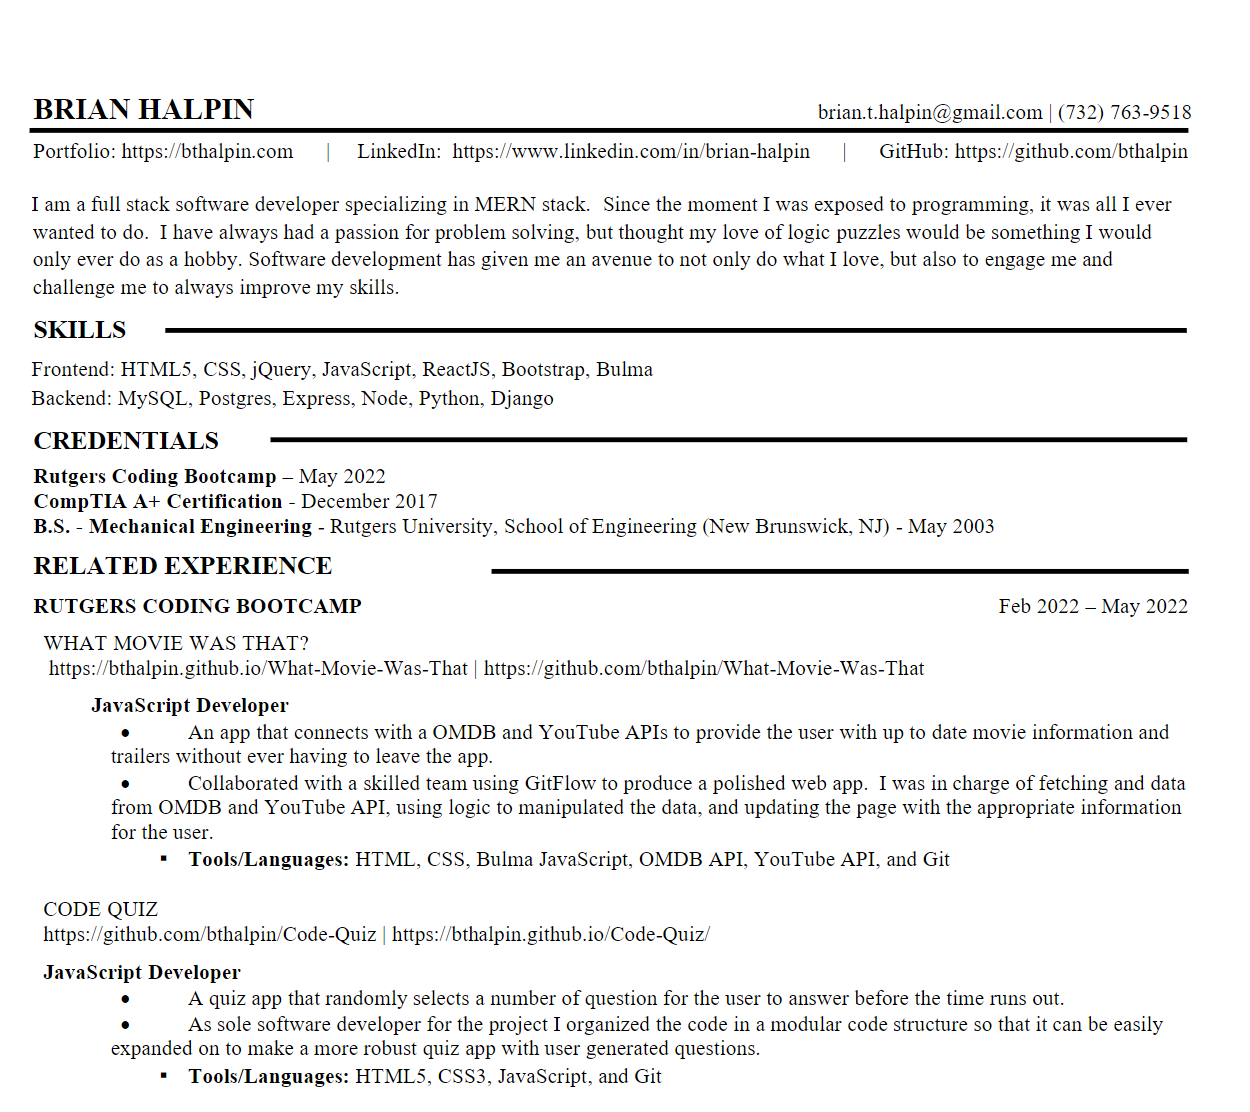 BRIAN HALPIN brian.t.halpin@gmail.com | (732) 763-9518
Portfolio: https://bthalpin.com | LinkedIn: https://www.linkedin.com/in/brian-halpin | GitHub: https://github.com/bthalpin
I am a full stack software developer specializing in MERN stack. Since the moment I was exposed to programming, it was all I ever
wanted to do. I have always had a passion for problem solving, but thought my love of logic puzzles would be something I would
only ever do as a hobby. Software development has given me an avenue to not only do what I love, but also to engage me and
challenge me to always improve my skills.
SKILLS
Frontend: HTML5, CSS, jQuery, JavaScript, ReactJS, Bootstrap, Bulma
Backend: MySQL, Postgres, Express, Node, Python, Django
CREDENTIALS
Rutgers Coding Bootcamp – May 2022
CompTIA A+ Certification - December 2017
B.S. - Mechanical Engineering - Rutgers University, School of Engineering (New Brunswick, NJ) - May 2003
RELATED EXPERIENCE
RUTGERS CODING BOOTCAMP Feb 2022 – May 2022
WHAT MOVIE WAS THAT?
https://bthalpin.github.io/What-Movie-Was-That | https://github.com/bthalpin/What-Movie-Was-That
JavaScript Developer
● An app that connects with a OMDB and YouTube APIs to provide the user with up to date movie information and
trailers without ever having to leave the app.
● Collaborated with a skilled team using GitFlow to produce a polished web app. I was in charge of fetching and data
from OMDB and YouTube API, using logic to manipulated the data, and updating the page with the appropriate information
for the user.
▪ Tools/Languages: HTML, CSS, Bulma JavaScript, OMDB API, YouTube API, and Git
CODE QUIZ
https://github.com/bthalpin/Code-Quiz | https://bthalpin.github.io/Code-Quiz/
JavaScript Developer
● A quiz app that randomly selects a number of question for the user to answer before the time runs out.
● As sole software developer for the project I organized the code in a modular code structure so that it can be easily
expanded on to make a more robust quiz app with user generated questions.
▪ Tools/Languages: HTML5, CSS3, JavaScript, and Git